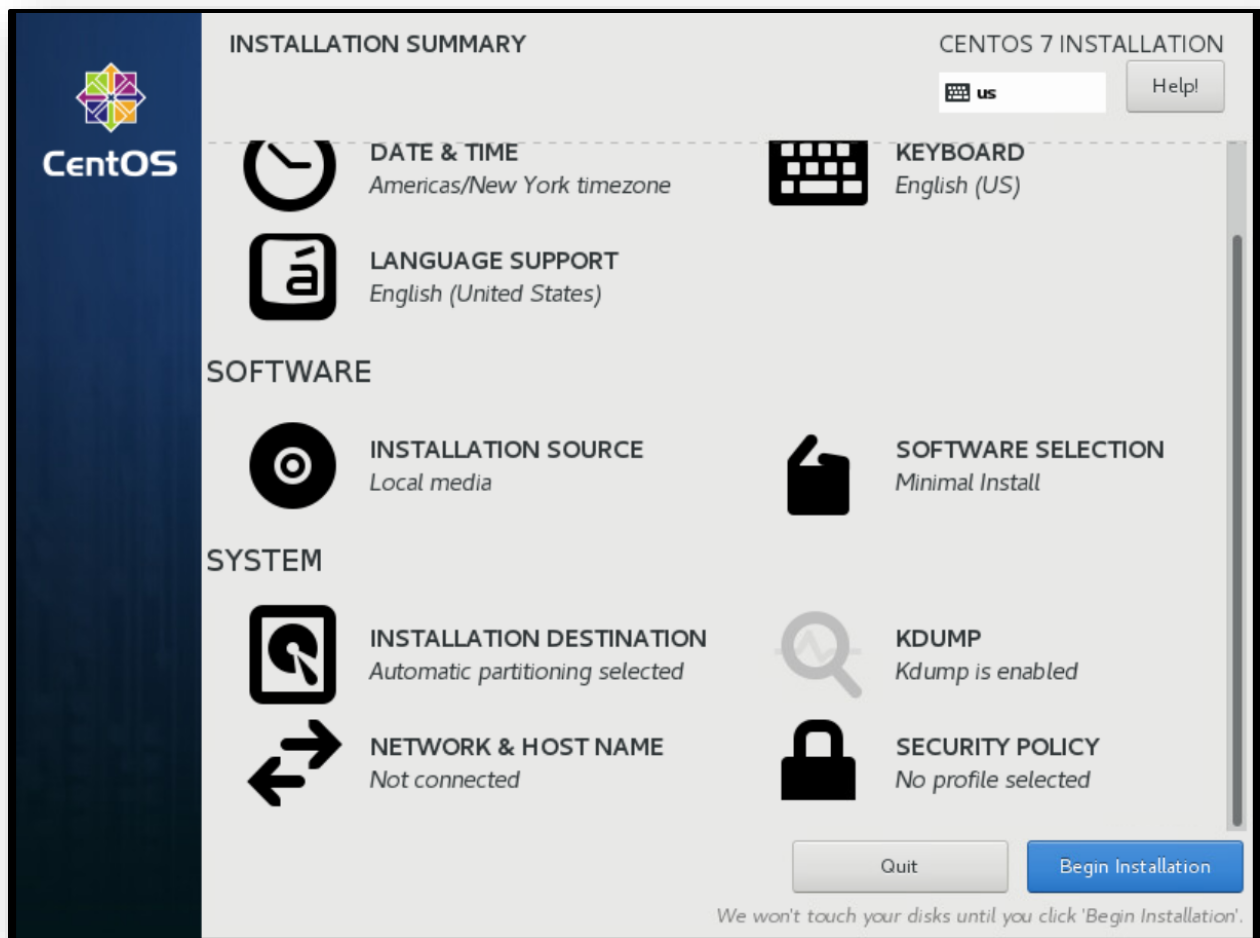 INSTALLATION SUMMARY
CENTOS 7 INSTALLATION
us
Help!
CentOS
DATE & TIME
Americas/New York timezone
KEYBOARD
English (US)
LANGUAGE SUPPORT
English (United States)
á
SOFTWARE
INSTALLATION SOURCE
Local media
SOFTWARE SELECTION
Minimal Install
SYSTEM
INSTALLATION DESTINATION
Automatic partitioning selected
KDUMP
Kdump is enabled
NETWORK & HOST NAME
Not connected
SECURITY POLICY
No profile selected
Quit
Begin Installation
We won't touch your disks until you click 'Begin Installation'.